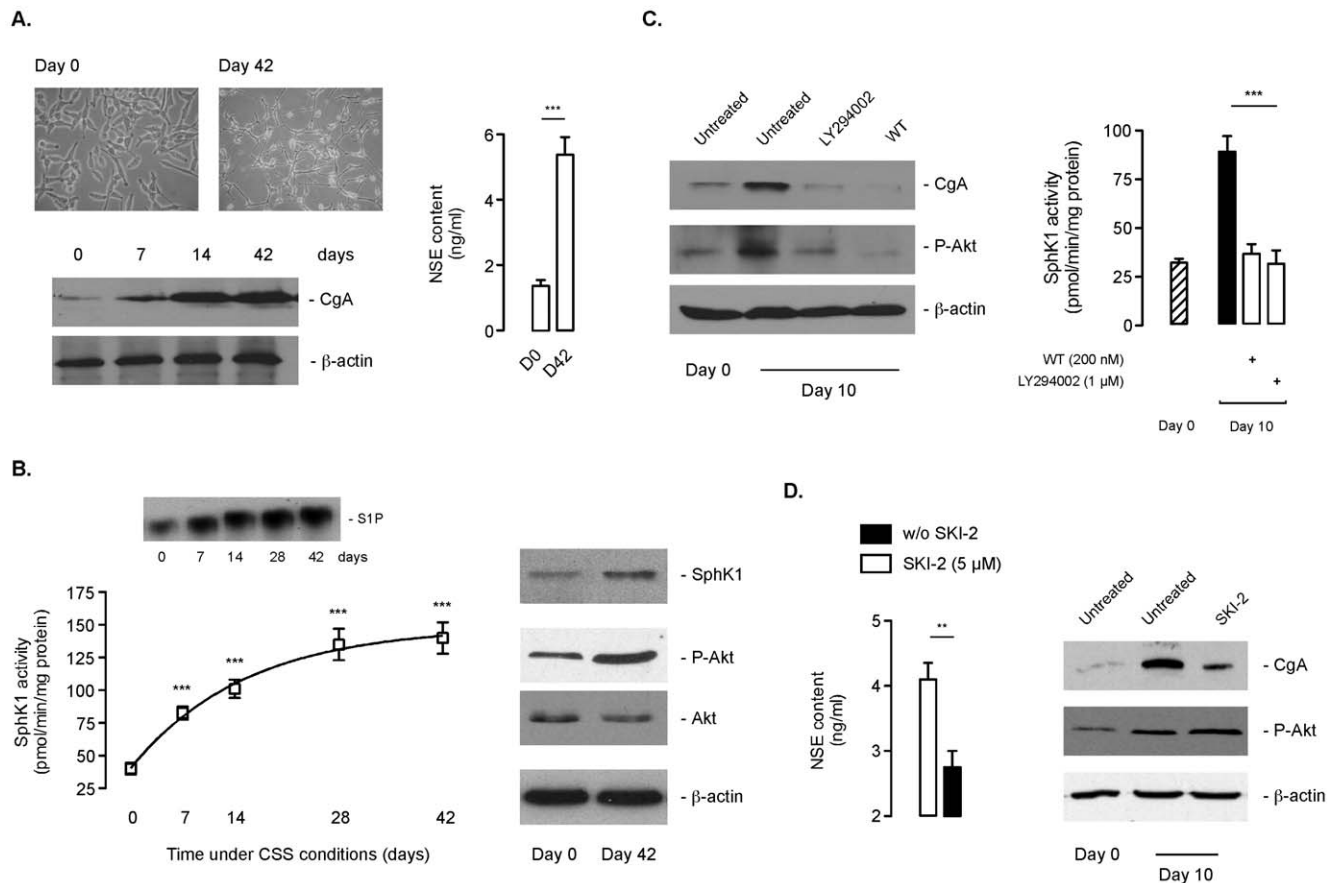 A.
Day 0 Day 42
0 7 14 42 days
- CgA
- β-actin
***
6
4
2
0
NSE content
(ng/ml)
D0 D42
C.
Untreated Untreated LY294002 WT
- CgA
- P-Akt
- β-actin
Day 0
Day 10
***
100
75
50
25
0
SphK1 activity
(pmol/min/mg protein)
WT (200 nM) +
LY294002 (1 µM) +
Day 0 Day 10
B.
- S1P
0 7 14 28 42 days
175
150
125
100
75
50
25
SphK1 activity
(pmol/min/mg protein)
*** *** *** ***
0 7 14 28 42
Time under CSS conditions (days)
- SphK1
- P-Akt
- Akt
- β-actin
Day 0 Day 42
D.
w/o SKI-2
SKI-2 (5 µM)
**
5
4
3
2
NSE content
(ng/ml)
Untreated Untreated SKI-2
- CgA
- P-Akt
- β-actin
Day 0
Day 10